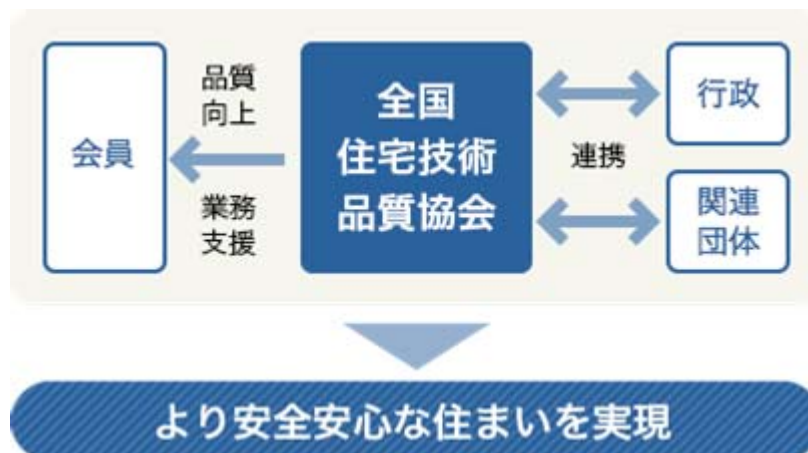 会員
品質
向上
業務
支援
全国
住宅技術
品質協会
連携
行政
関連
団体
より安全安心な住まいを実現